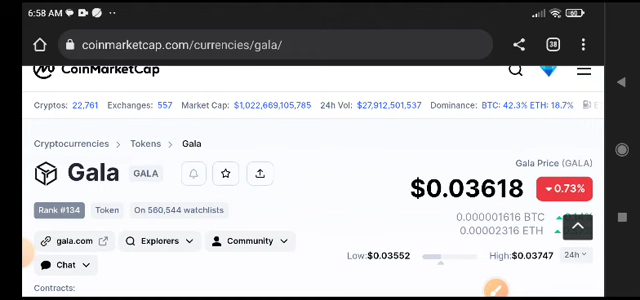 6:58 AM
coinmarketcap.com/currencies/gala/
38
CoinMarketCap
Cryptos: 22,761 Exchanges: 557 Market Cap: $1,022,669,105,785 24h Vol: $27,912,501,537 Dominance: BTC: 42.3% ETH: 18.7%
Cryptocurrencies > Tokens > Gala
Gala GALA
Gala Price (GALA)
$0.03618 0.73%
Rank #134 Token On 560,544 watchlists
0.000001616 BTC
0.00002316 ETH
gala.com Explorers Community
Low:$0.03552 High:$0.03747 24h
Chat
Contracts: